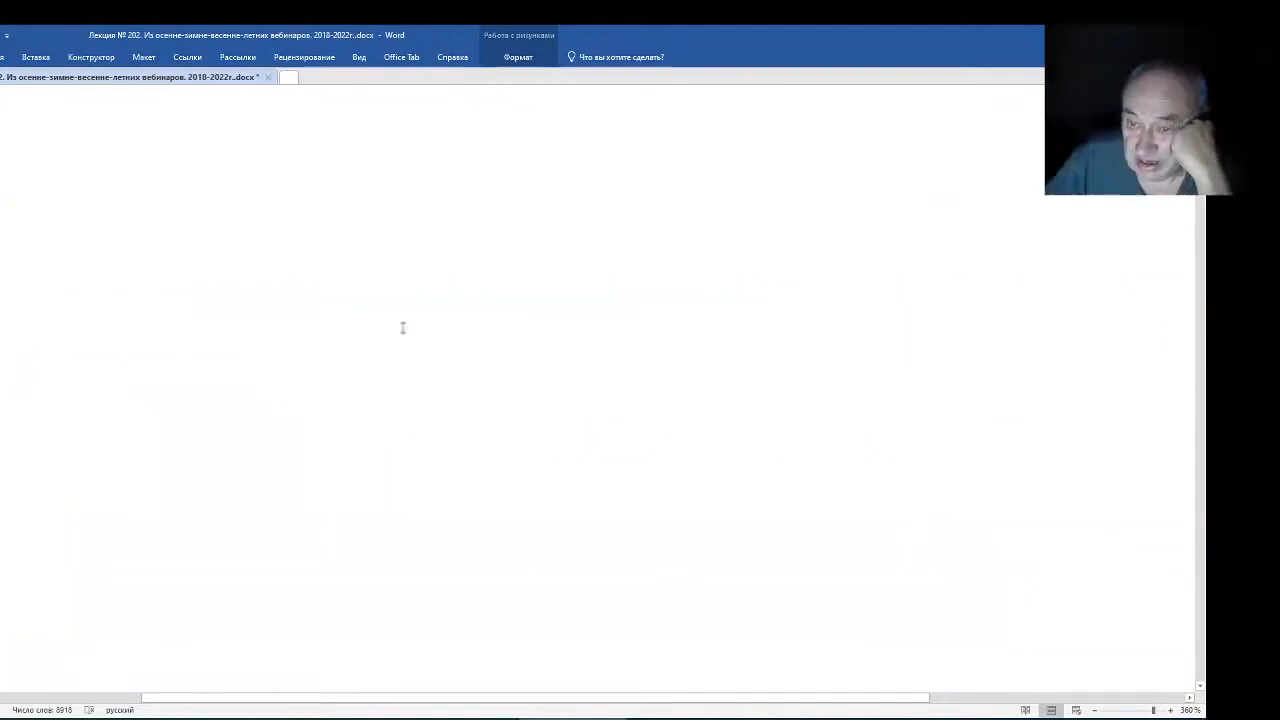 Лекция № 202. Из осенне-зимне-весенне-летних вебинаров. 2018-2022г..docx - Word
Работа с рисунками
Вставка Конструктор Макет Ссылки Рассылки Рецензирование Вид Office Tab Справка Формат Что вы хотите сделать?
2. Из осенне-зимне-весенне-летних вебинаров. 2018-2022г..docx *
Число слов: 8918 русский 360 %